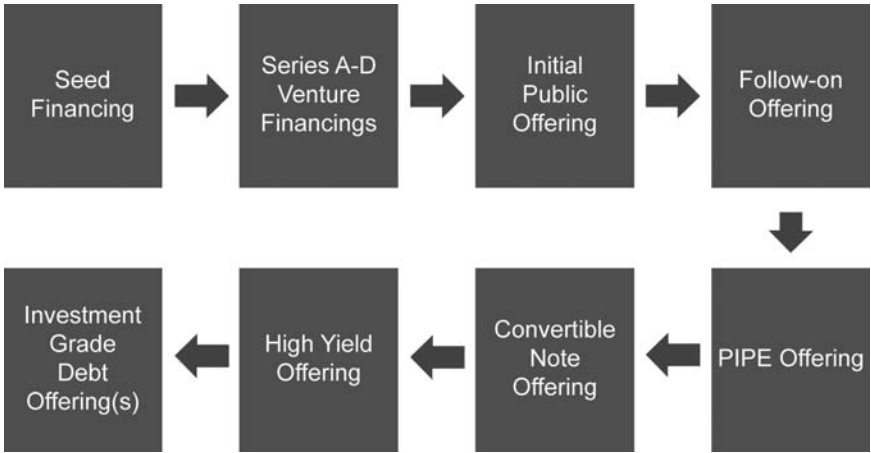 Seed
Financing
Series A-D
Venture
Financings
Initial
Public
Offering
Follow-on
Offering
PIPE Offering
Convertible
Note
Offering
High Yield
Offering
Investment
Grade
Debt
Offering(s)